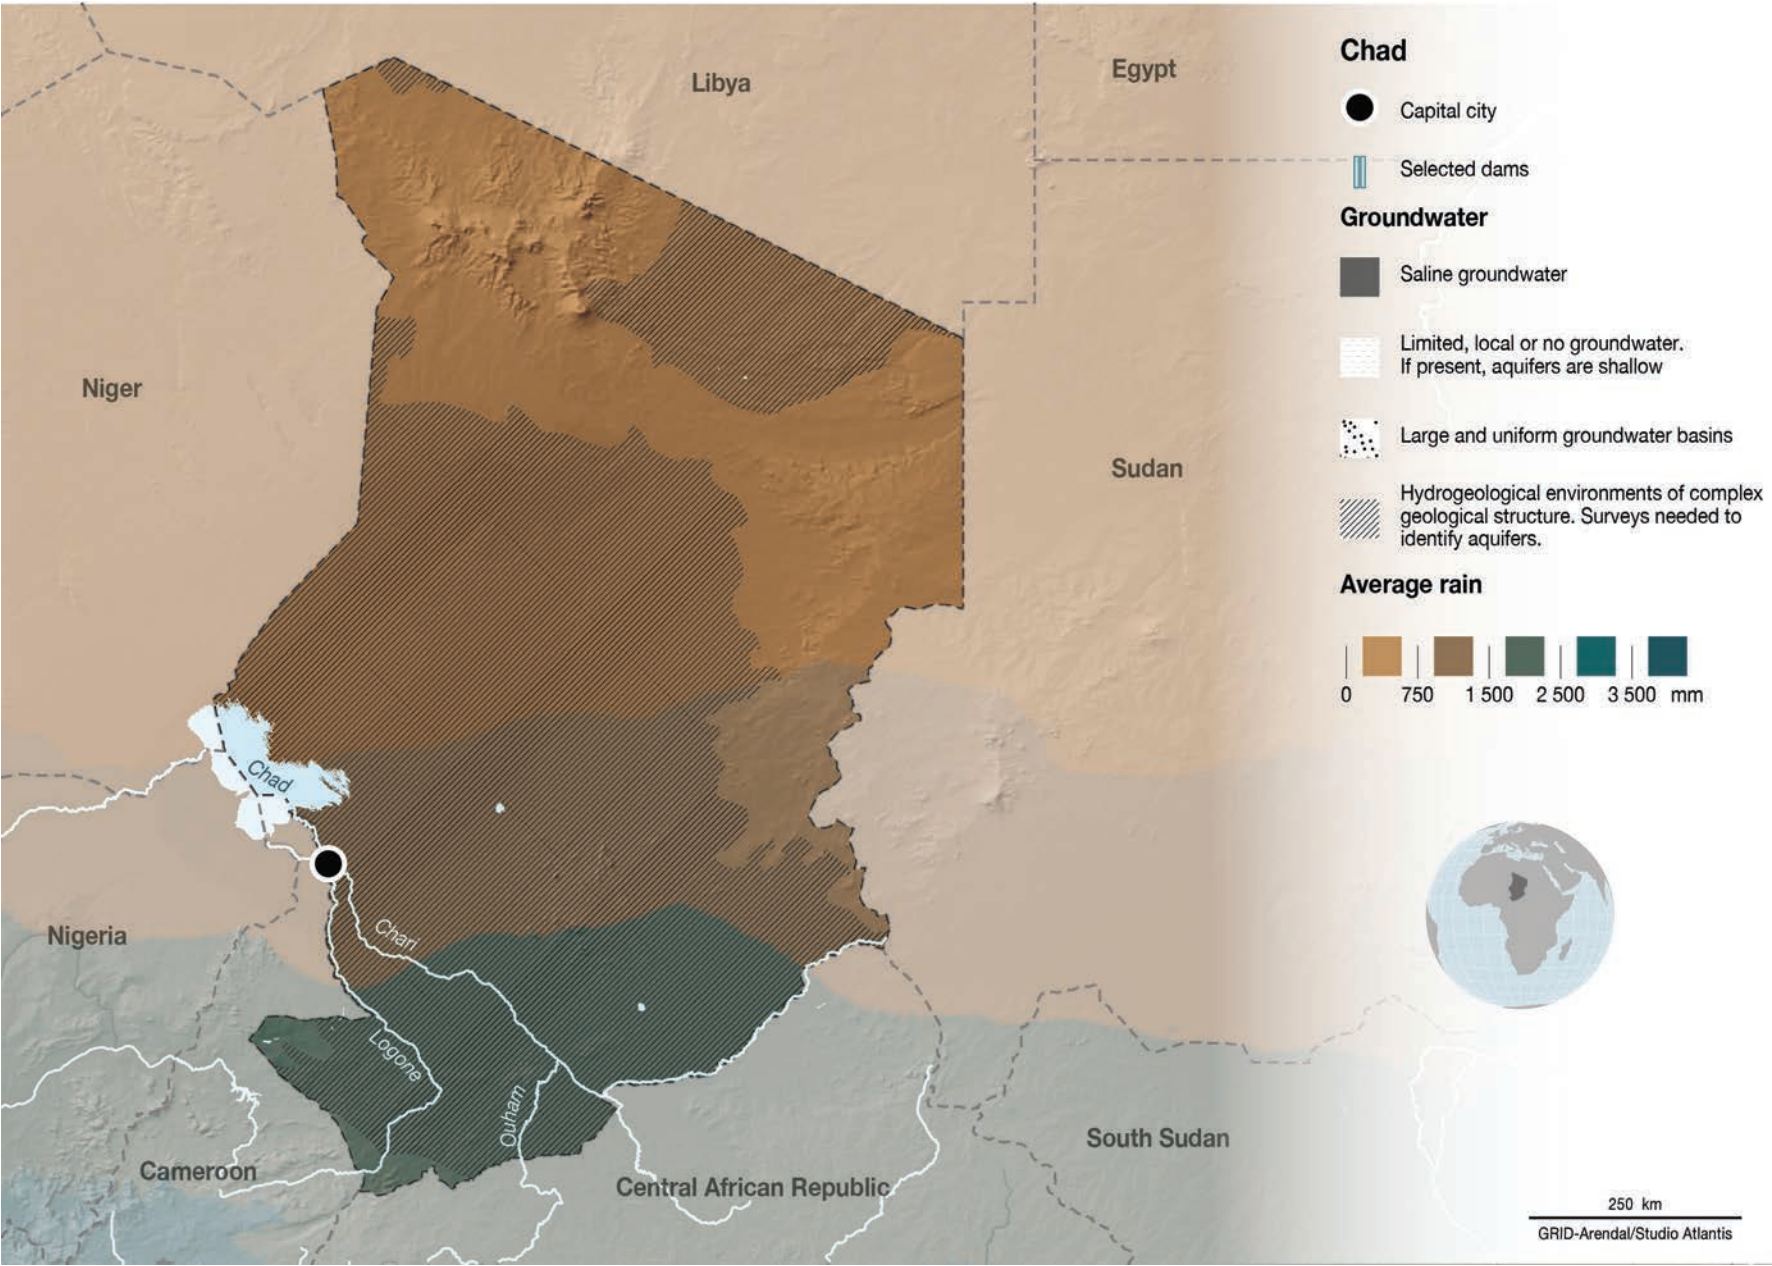 Libya
Egypt
Niger
Sudan
Chad
Nigeria
Chari
Logone
Ouham
Cameroon
Central African Republic
South Sudan
Chad
Capital city
Selected dams
Groundwater
Saline groundwater
Limited, local or no groundwater.
If present, aquifers are shallow
Large and uniform groundwater basins
Hydrogeological environments of complex
geological structure. Surveys needed to
identify aquifers.
Average rain
0 750 1 500 2 500 3 500 mm
250 km
GRID-Arendal/Studio Atlantis